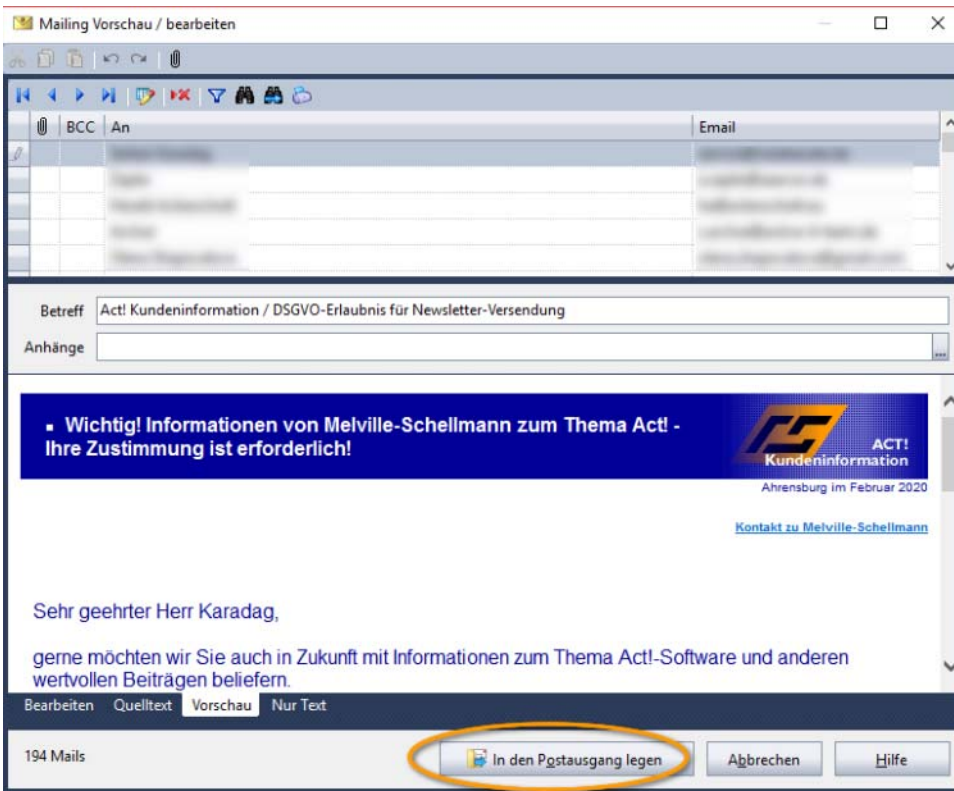 Mailing Vorschau / bearbeiten
BCC An Email
Betreff Act! Kundeninformation / DSGVO-Erlaubnis für Newsletter-Versendung
Anhänge
...
▪ Wichtig! Informationen von Melville-Schellmann zum Thema Act! -
Ihre Zustimmung ist erforderlich!
ACT!
Kundeninformation
Ahrensburg im Februar 2020
Kontakt zu Melville-Schellmann
Sehr geehrter Herr Karadag,
gerne möchten wir Sie auch in Zukunft mit Informationen zum Thema Act!-Software und anderen
wertvollen Beiträgen beliefern.
Bearbeiten Quelltext Vorschau Nur Text
194 Mails In den Postausgang legen Abbrechen Hilfe